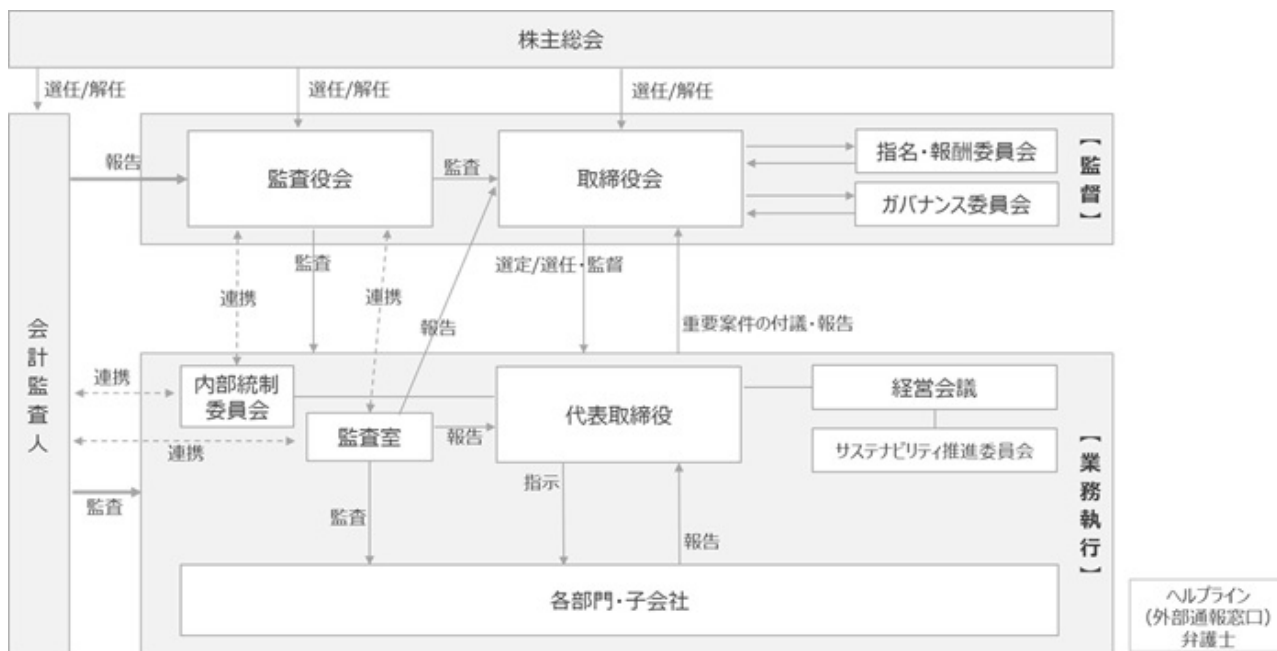 株主総会
選任/解任
選任/解任
選任/解任
報告
監査役会
監査
取締役会
指名・報酬委員会
ガバナンス委員会
【監督】
監査
選定/選任・監督
連携
連携
報告
重要案件の付議・報告
会計監査人
連携
内部統制
委員会
代表取締役
経営会議
監査室
報告
連携
サステナビリティ推進委員会
【業務執行】
監査
監査
指示
報告
各部門・子会社
ヘルプライン
(外部通報窓口)
弁護士